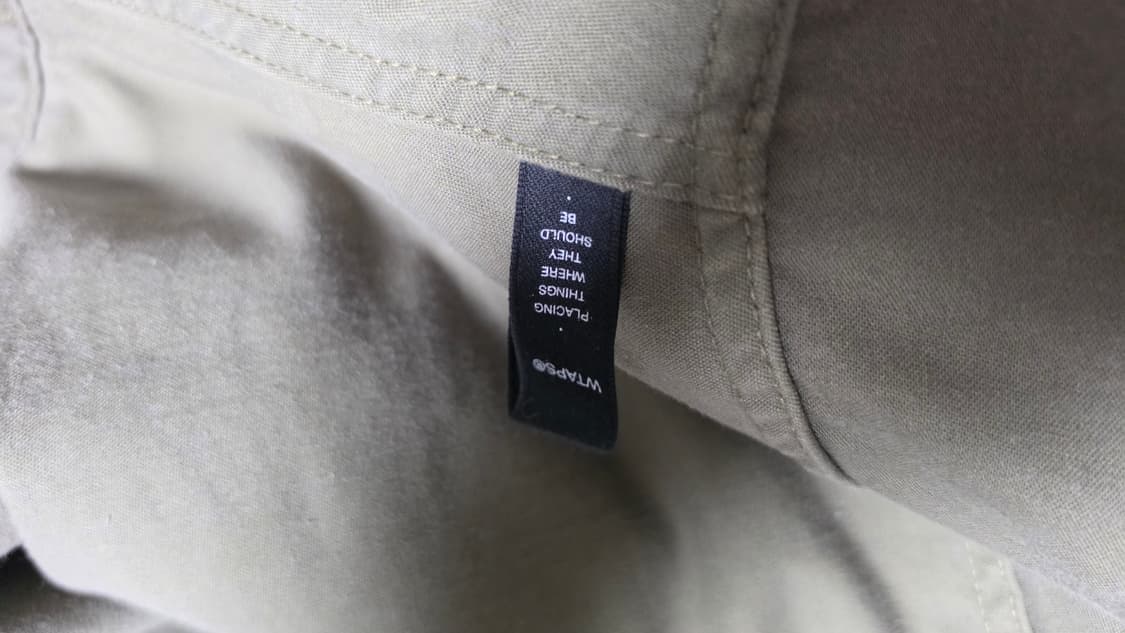 WTAPS®
PLACING
THINGS
WHERE
THEY
SHOULD
BE